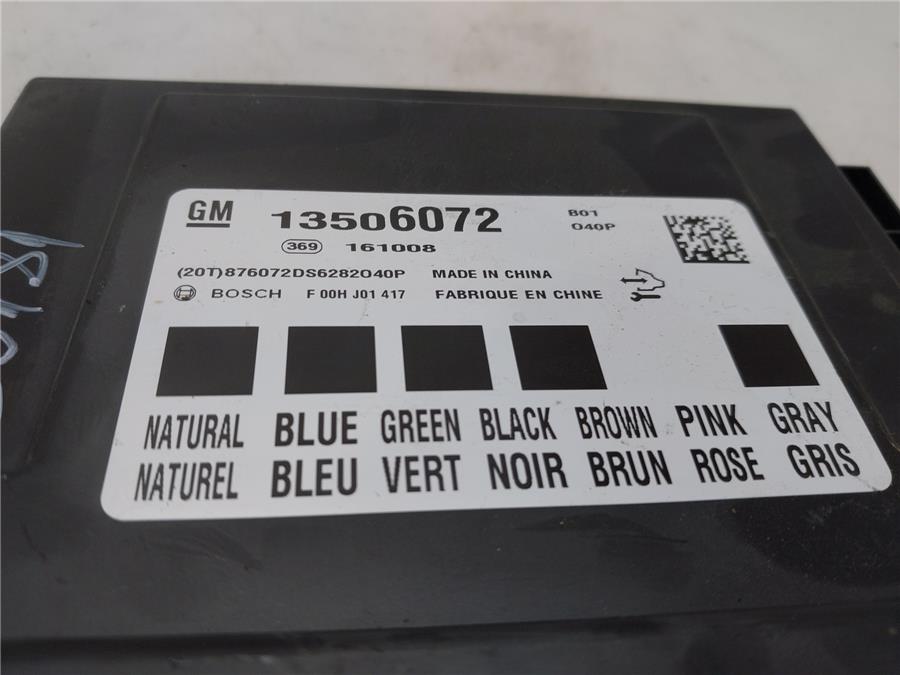 GM 13506072 B01
040P
369 161008
(20T)876072DS6282040P MADE IN CHINA
BOSCH F 00H J01 417 FABRIQUE EN CHINE
NATURAL BLUE GREEN BLACK BROWN PINK GRAY
NATUREL BLEU VERT NOIR BRUN ROSE GRIS